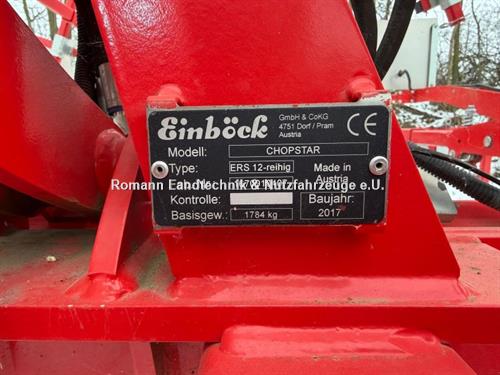 Einböck
GmbH & CoKG
4751 Dorf / Pram
Austria
CE
Modell: CHOPSTAR
Type: ERS 12-reihig
Made in
Austria
Romann Landtechnik & Nutzfahrzeuge e.U.
Kontrolle:
Baujahr:
Basisgew.: 1784 kg
2017